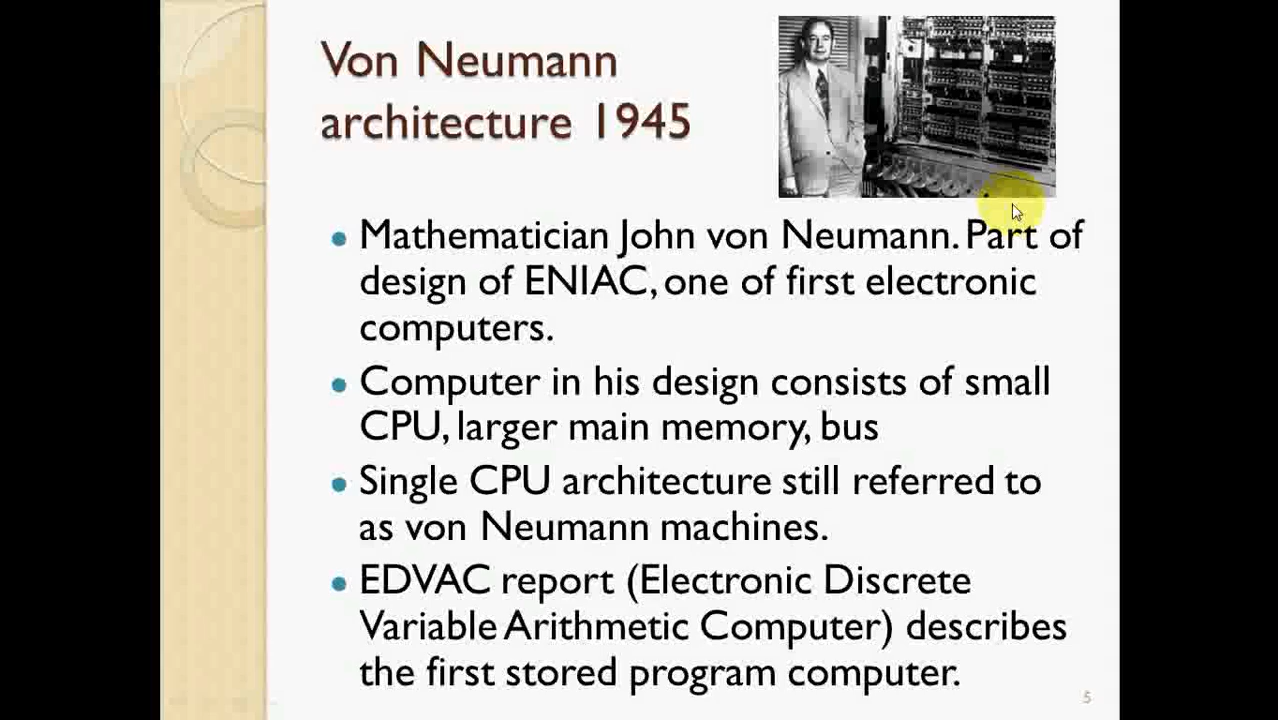 Von Neumann
architecture 1945
Mathematician John von Neumann. Part of
design of ENIAC, one of first electronic
computers.
Computer in his design consists of small
CPU, larger main memory, bus
Single CPU architecture still referred to
as von Neumann machines.
EDVAC report (Electronic Discrete
Variable Arithmetic Computer) describes
the first stored program computer.
5